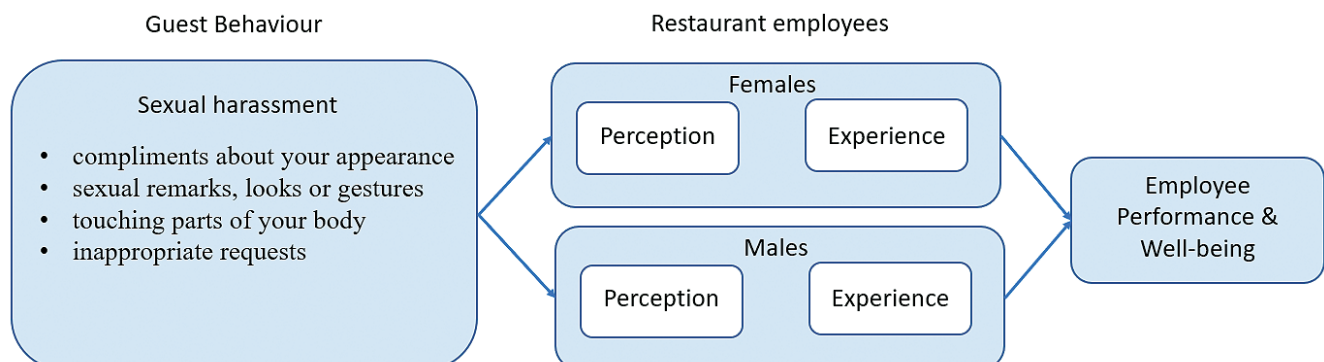 Guest Behaviour
Restaurant employees
Sexual harassment
• compliments about your appearance
• sexual remarks, looks or gestures
• touching parts of your body
• inappropriate requests
Females
Perception
Experience
Males
Perception
Experience
Employee
Performance &
Well-being